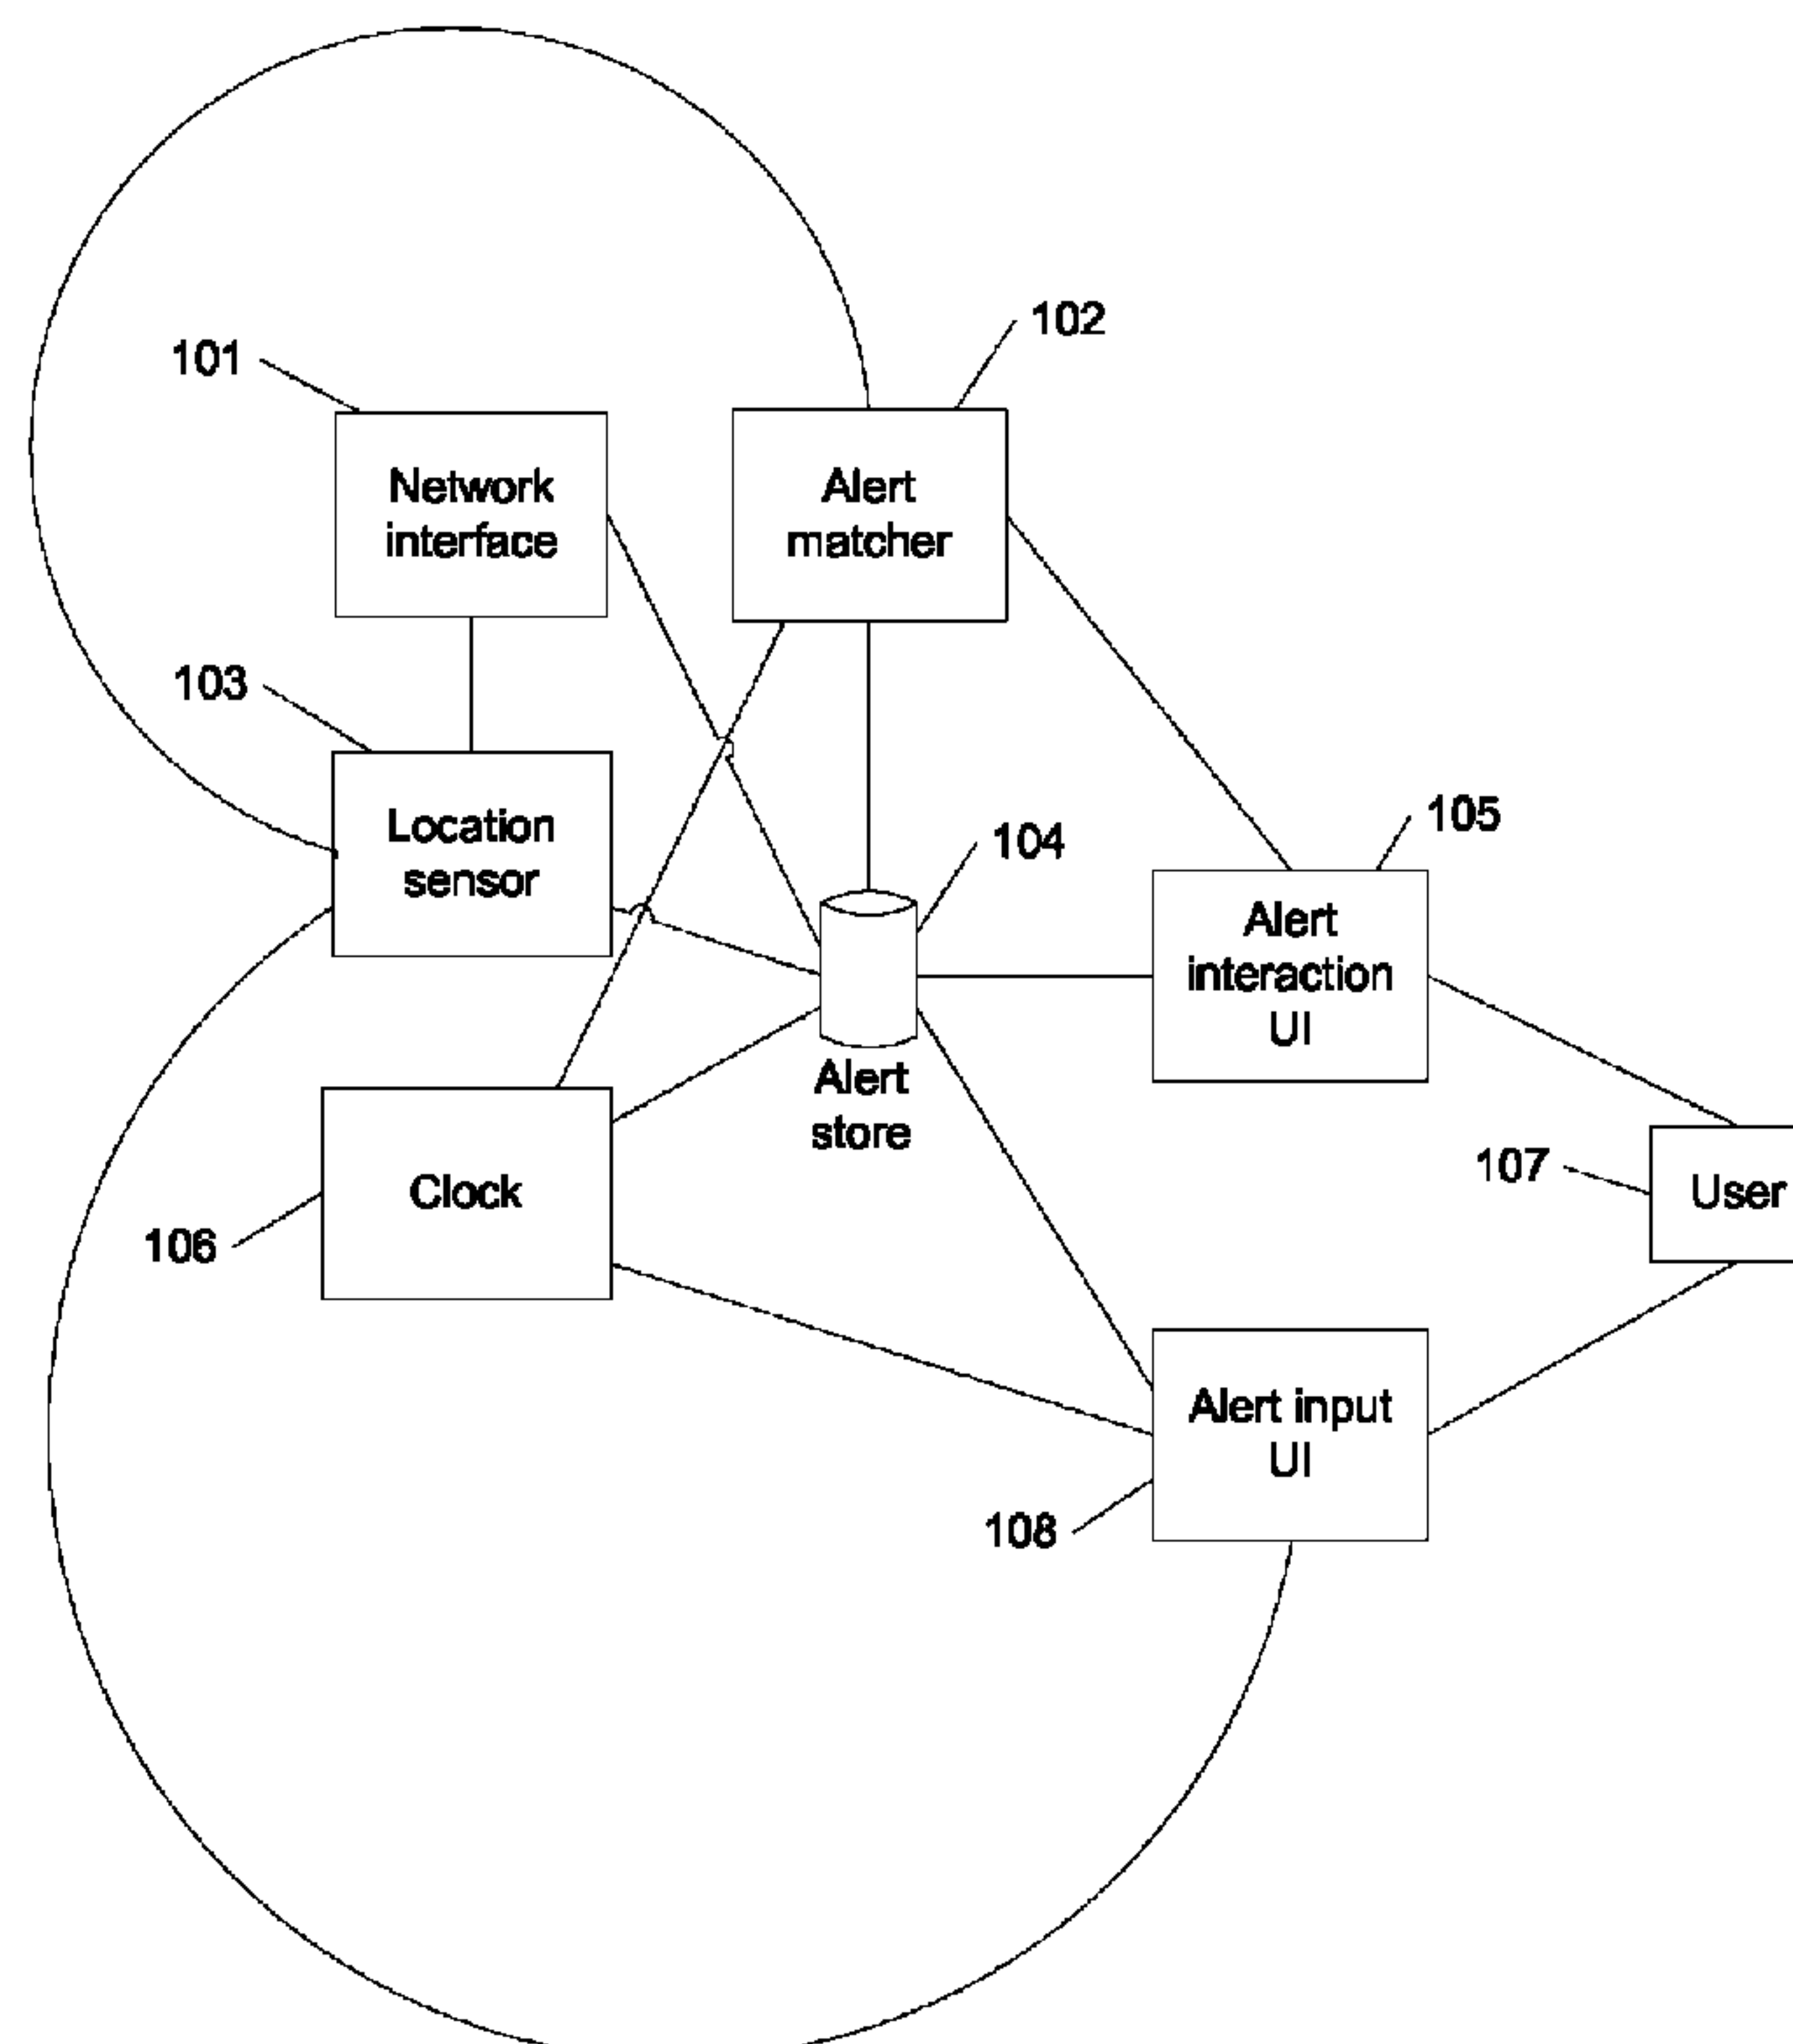 102
101
Network
interface
Alert
matcher
103
Location
sensor
104
105
Alert
interaction
UI
Alert
store
107
User
Clock
106
Alert input
UI
108